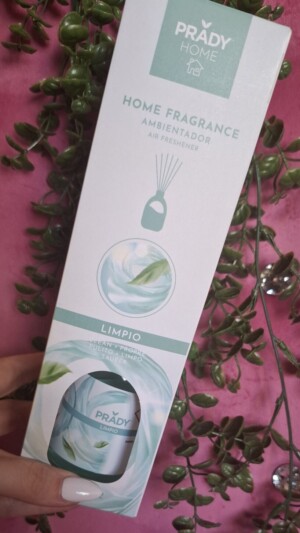 PRADY
HOME
HOME FRAGRANCE
AMBIENTADOR
AIR FRESHENER
LIMPIO
PRADY